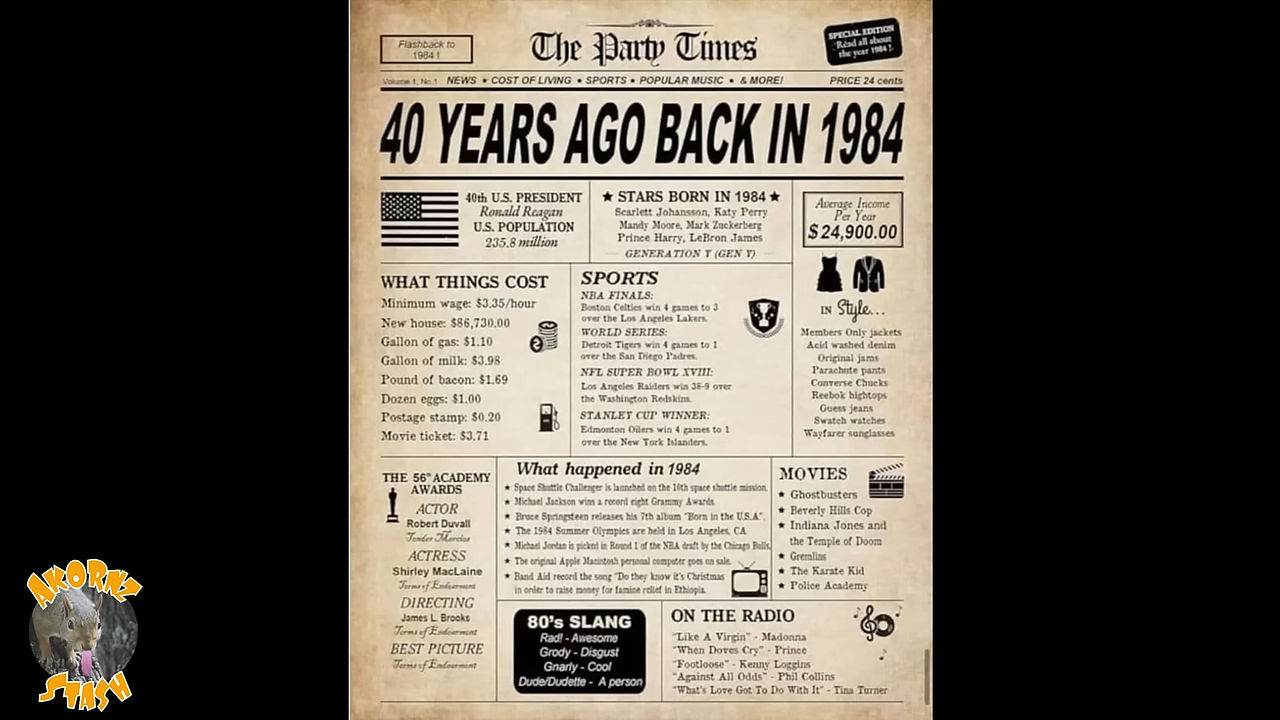 Flashback to
1984 !
The Party Times
SPECIAL EDITION
Read all about
the year 1984 !
Volume 1, No.1
NEWS ★ COST OF LIVING ★ SPORTS ★ POPULAR MUSIC ★ & MORE!
PRICE 24 cents
40 YEARS AGO BACK IN 1984
40th U.S. PRESIDENT
Ronald Reagan
U.S. POPULATION
235.8 million
★ STARS BORN IN 1984 ★
Scarlett Johansson, Katy Perry
Mandy Moore, Mark Zuckerberg
Prince Harry, LeBron James
GENERATION Y (GEN Y)
Average Income
Per Year
$24,900.00
WHAT THINGS COST
Minimum wage: $3.35/hour
New house: $86,730.00
Gallon of gas: $1.10
Gallon of milk: $3.98
Pound of bacon: $1.69
Dozen eggs: $1.00
Postage stamp: $0.20
Movie ticket: $3.71
SPORTS
NBA FINALS:
Boston Celtics win 4 games to 3
over the Los Angeles Lakers.
WORLD SERIES:
Detroit Tigers win 4 games to 1
over the San Diego Padres.
NFL SUPER BOWL XVIII:
Los Angeles Raiders win 38-9 over
the Washington Redskins.
STANLEY CUP WINNER:
Edmonton Oilers win 4 games to 1
over the New York Islanders.
IN Style...
Members Only jackets
Acid washed denim
Original jams
Parachute pants
Converse Chucks
Reebok hightops
Guess jeans
Swatch watches
Wayfarer sunglasses
THE 56th ACADEMY
AWARDS
ACTOR
Robert Duvall
Tender Mercies
ACTRESS
Shirley MacLaine
Terms of Endearment
DIRECTING
James L. Brooks
Terms of Endearment
BEST PICTURE
Terms of Endearment
What happened in 1984
★ Space Shuttle Challenger is launched on the 10th space shuttle mission.
★ Michael Jackson wins a record eight Grammy Awards.
★ Bruce Springsteen releases his 7th album "Born in the U.S.A".
★ The 1984 Summer Olympics are held in Los Angeles, CA
★ Michael Jordan is picked in Round 1 of the NBA draft by the Chicago Bulls.
★ The original Apple Macintosh personal computer goes on sale.
★ Band Aid record the song "Do they know it's Christmas
in order to raise money for famine relief in Ethiopia.
MOVIES
★ Ghostbusters
★ Beverly Hills Cop
★ Indiana Jones and
the Temple of Doom
★ Gremlins
★ The Karate Kid
★ Police Academy
80's SLANG
Rad! - Awesome
Grody - Disgust
Gnarly - Cool
Dude/Dudette - A person
ON THE RADIO
"Like A Virgin" - Madonna
"When Doves Cry" - Prince
"Footloose" - Kenny Loggins
"Against All Odds" - Phil Collins
"What's Love Got To Do With It" - Tina Turner
AKORNZ
STASH